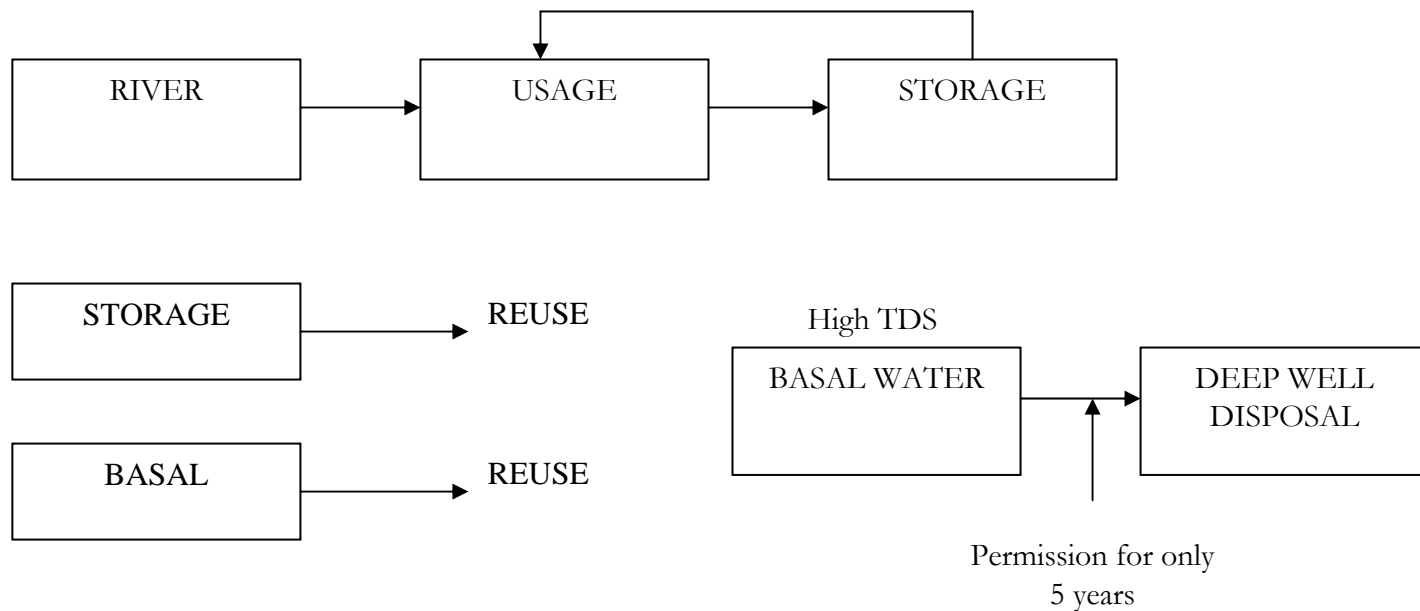 RIVER
USAGE
STORAGE
STORAGE
REUSE
High TDS
BASAL WATER
DEEP WELL
DISPOSAL
BASAL
REUSE
Permission for only
5 years